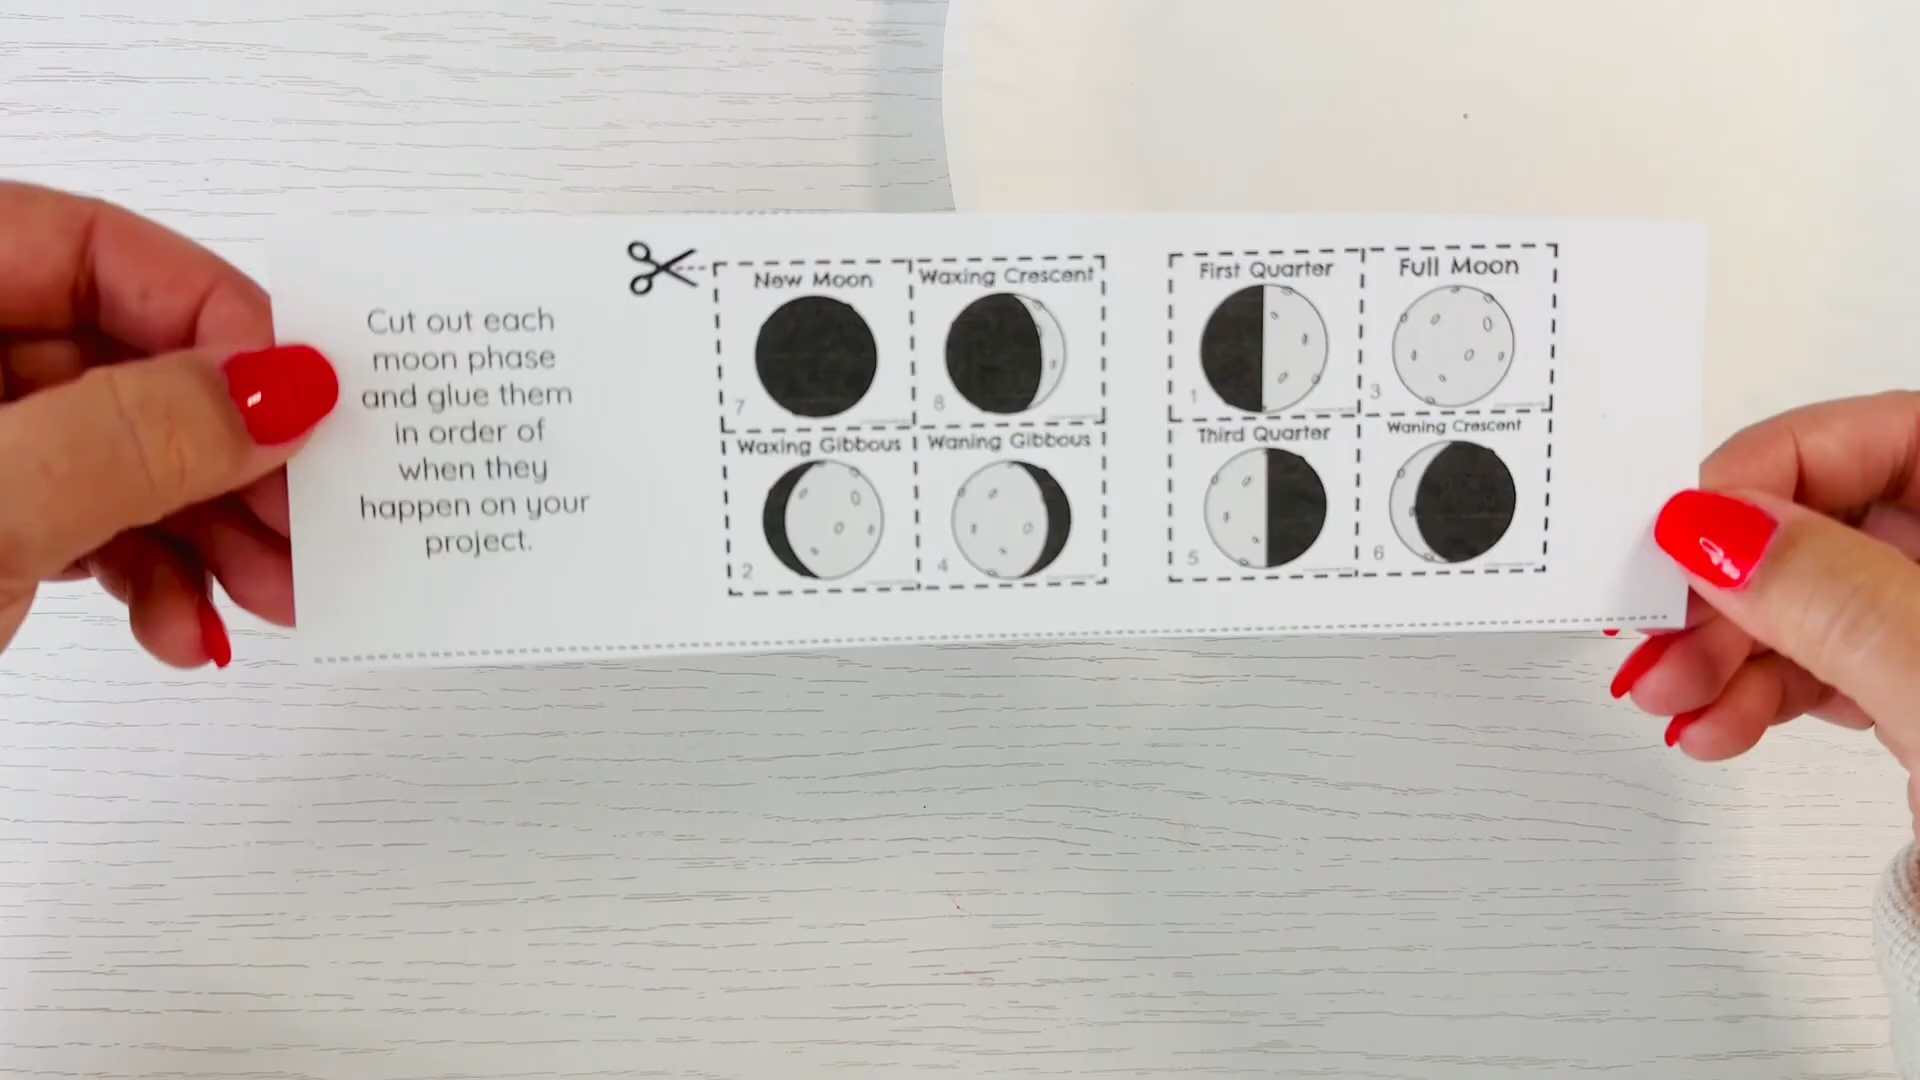 Cut out each
moon phase
and glue them
in order of
when they
happen on your
project.
New Moon
7
Waxing Crescent
8
Waxing Gibbous
2
Waning Gibbous
4
First Quarter
1
Full Moon
3
Third Quarter
5
Waning Crescent
6